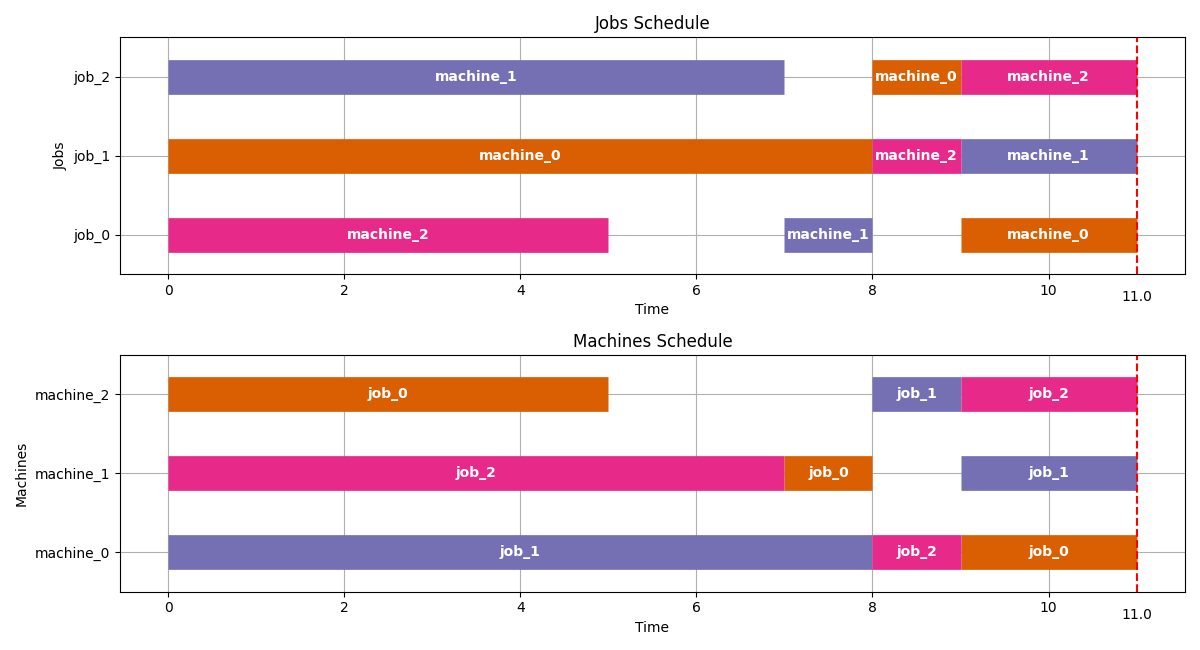 Jobs Schedule
job_2 machine_1 machine_0 machine_2
job_1 machine_0 machine_2 machine_1
job_0 machine_2 machine_1 machine_0
Jobs
0 2 4 6 8 10 11.0
Time
Machines Schedule
machine_2 job_0 job_1 job_2
machine_1 job_2 job_0 job_1
machine_0 job_1 job_2 job_0
Machines
0 2 4 6 8 10 11.0
Time